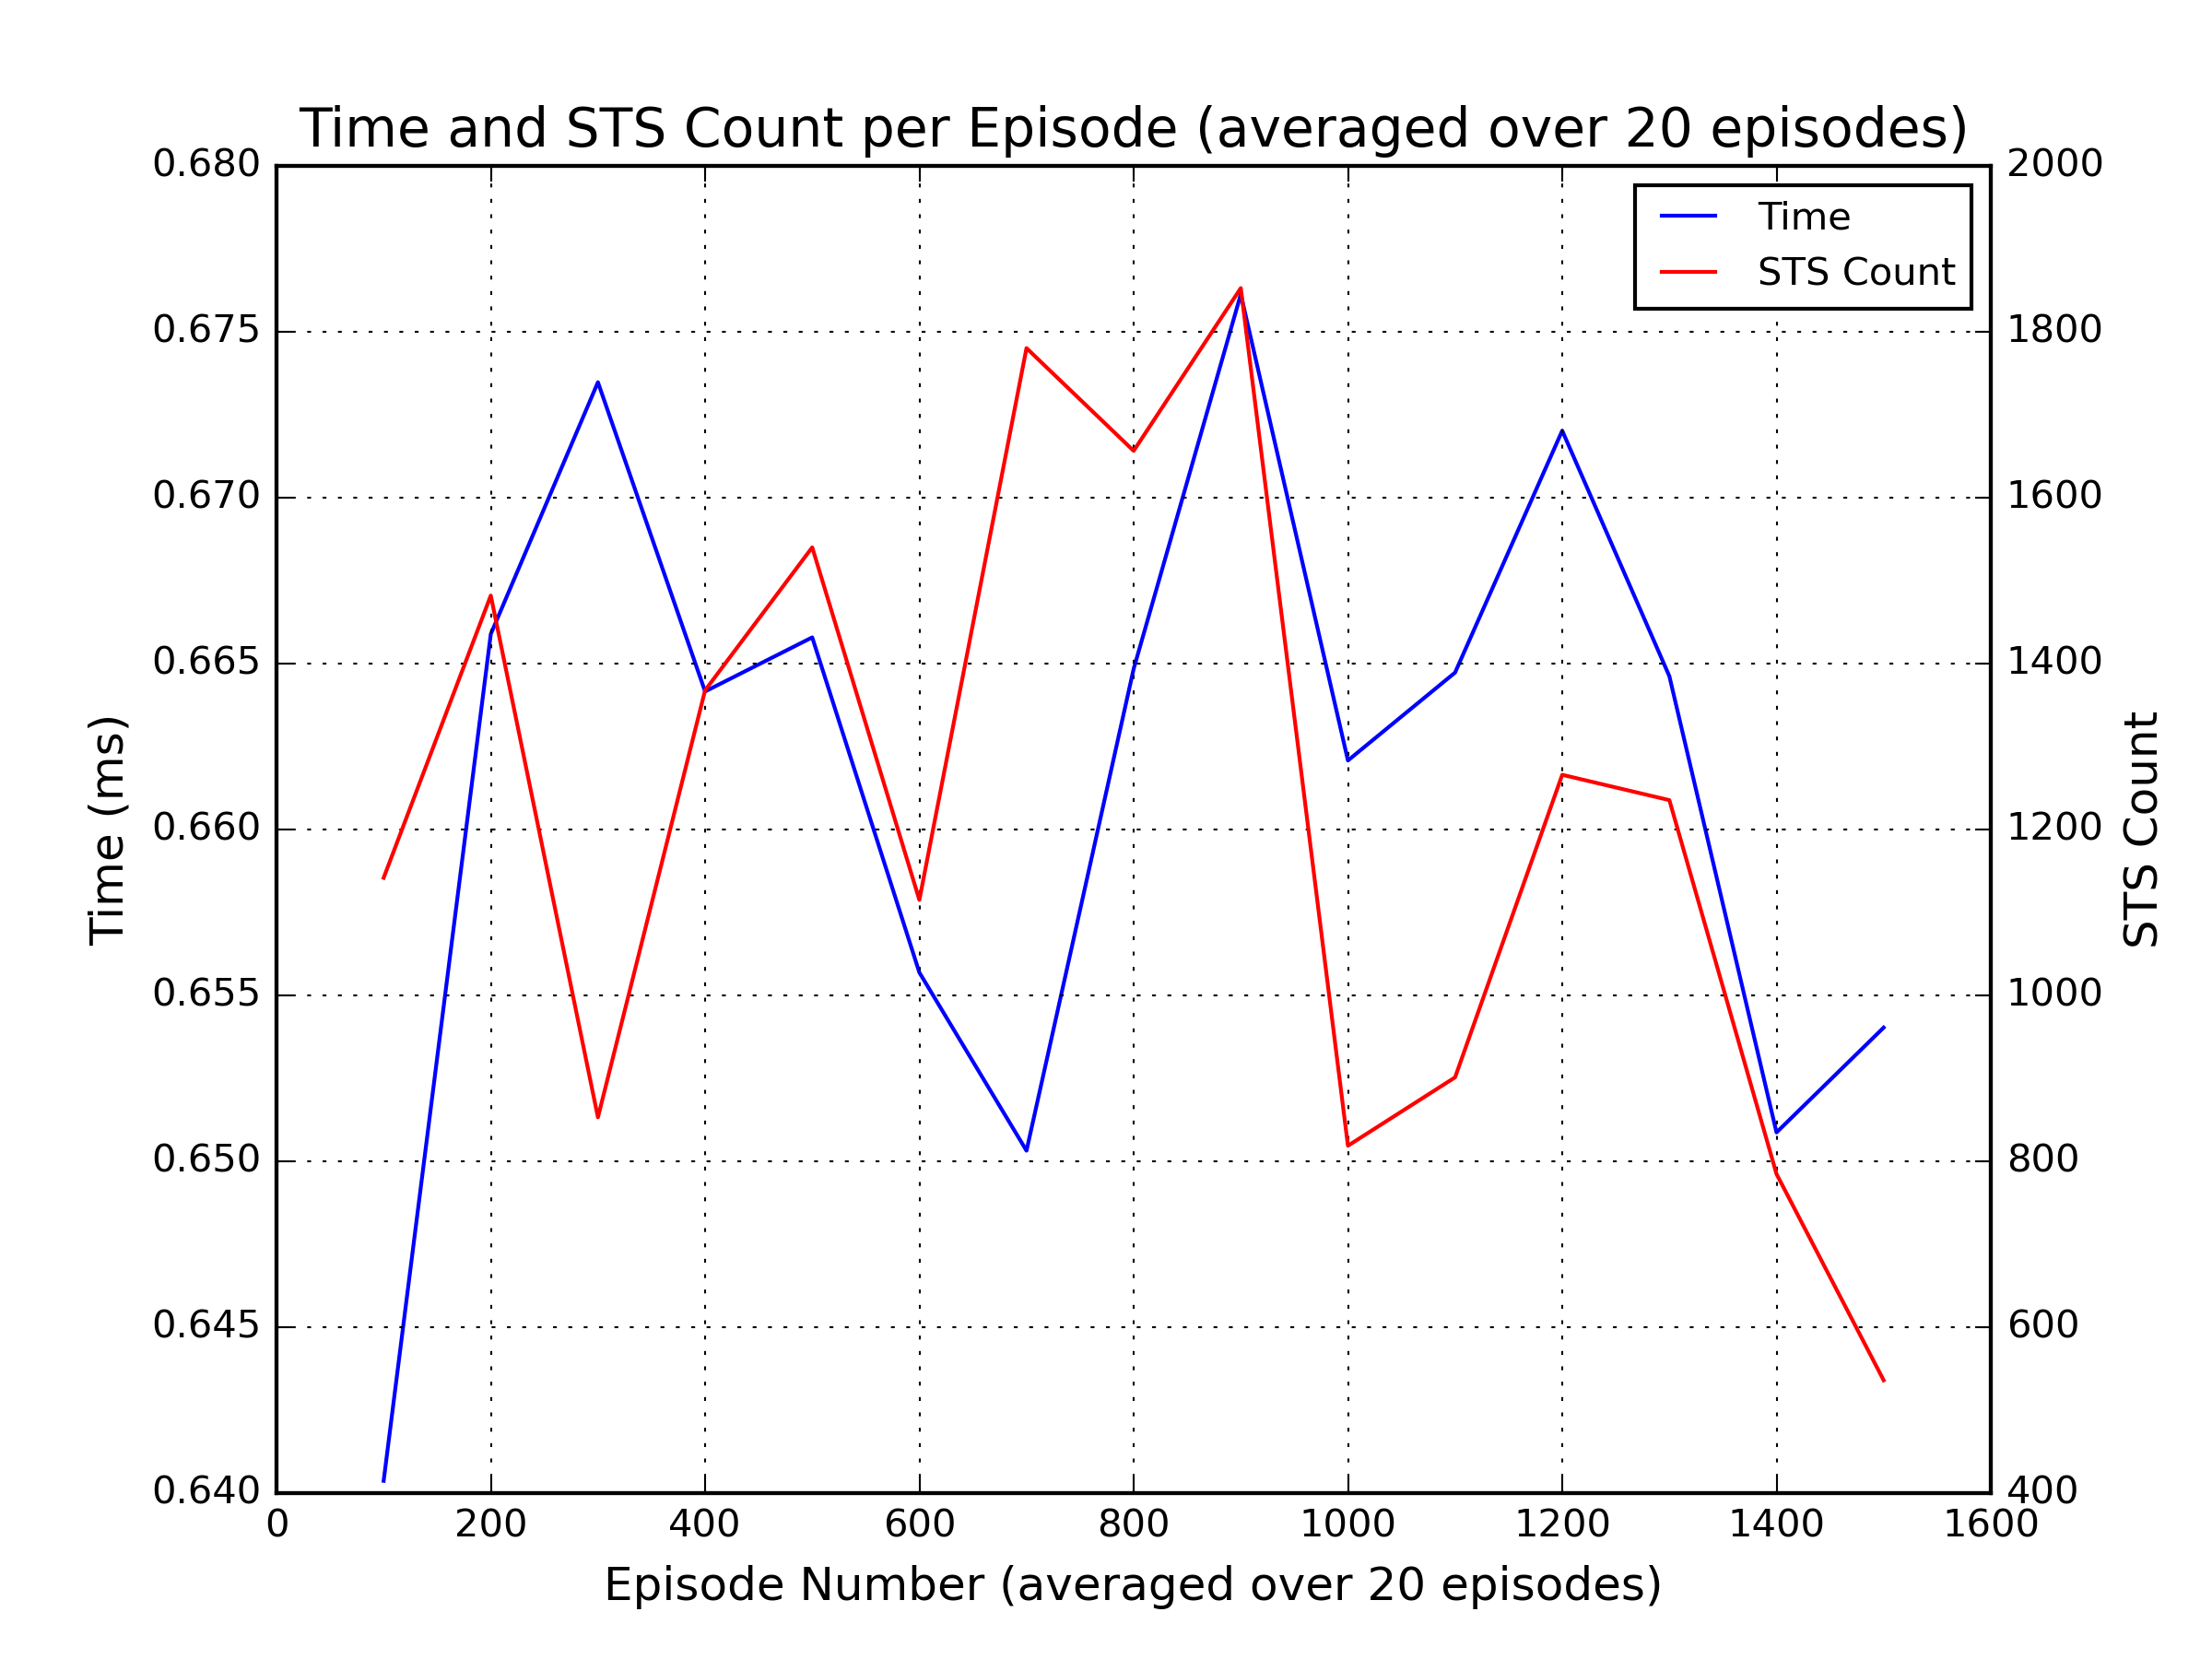 Time and STS Count per Episode (averaged over 20 episodes)
Time
STS Count
0.680
0.675
0.670
0.665
0.660
0.655
0.650
0.645
0.640
Time (ms)
2000
1800
1600
1400
1200
1000
800
600
400
STS Count
0 200 400 600 800 1000 1200 1400 1600
Episode Number (averaged over 20 episodes)